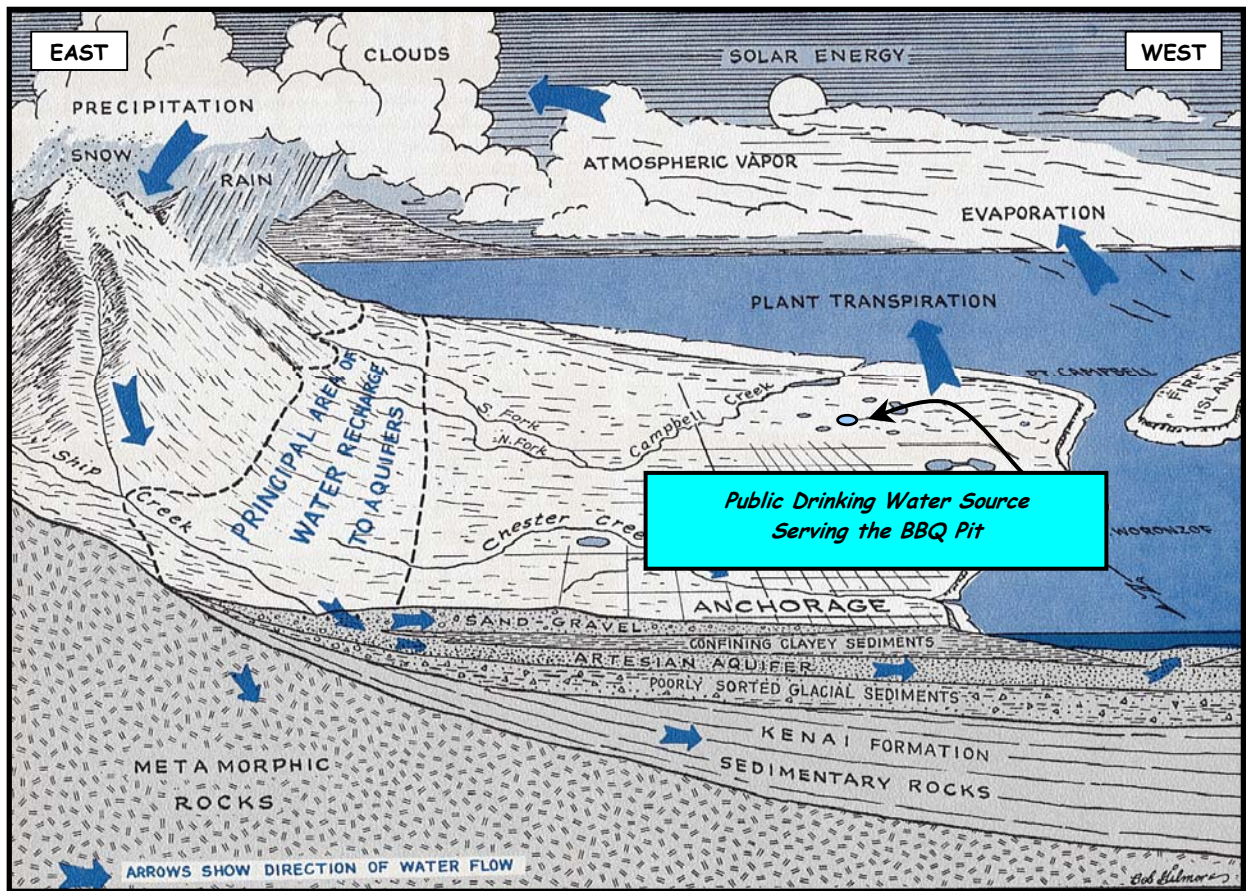 EAST
WEST
CLOUDS
SOLAR ENERGY
PRECIPITATION
SNOW
RAIN
ATMOSPHERIC VAPOR
EVAPORATION
PLANT TRANSPIRATION
PT. CAMPBELL
FIRE
ISLAND
PRINCIPAL AREA OF
WATER RECHARGE
TO AQUIFERS
S. Fork
N. Fork
Campbell Creek
Ship
Creek
Public Drinking Water Source
Serving the BBQ Pit
Chester Cree
WORONZOF
ANCHORAGE
SAND-GRAVEL
CONFINING CLAYEY SEDIMENTS
ARTESIAN AQUIFER
POORLY SORTED GLACIAL SEDIMENTS
KENAI FORMATION
SEDIMENTARY ROCKS
METAMORPHIC
ROCKS
ARROWS SHOW DIRECTION OF WATER FLOW
Bob Gilmore